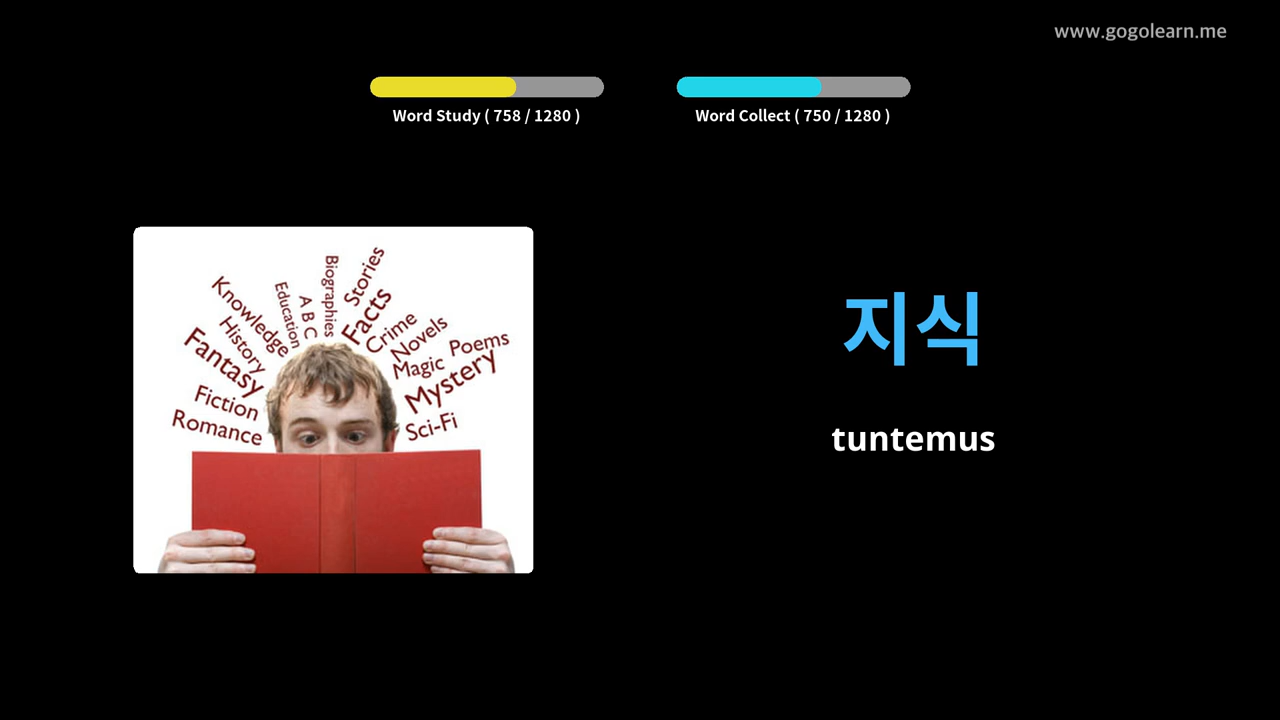 www.gogolearn.me
Word Study ( 758 / 1280 )
Word Collect ( 750 / 1280 )
Romance
Fiction
Fantasy
History
Knowledge
Education
A B C
Biographies
Stories
Facts
Crime
Novels
Magic
Poems
Mystery
Sci-Fi
지식
tuntemus